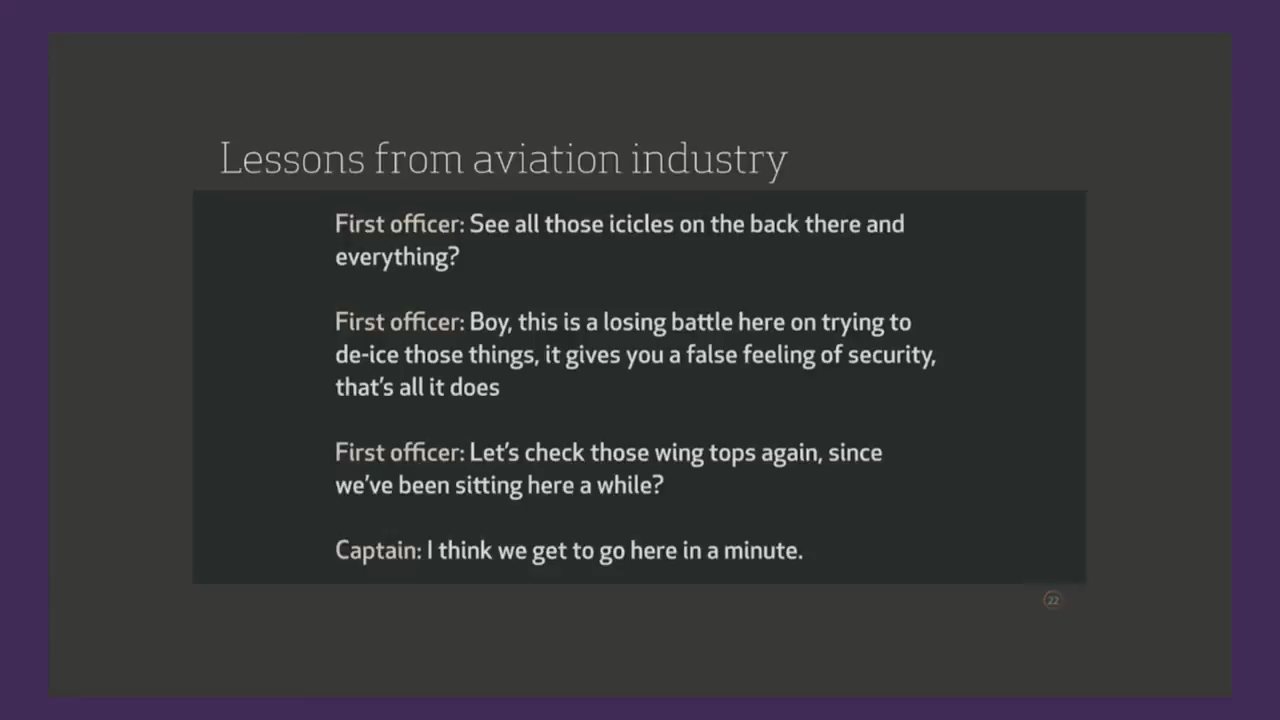 Lessons from aviation industry
First officer: See all those icicles on the back there and
everything?
First officer: Boy, this is a losing battle here on trying to
de-ice those things, it gives you a false feeling of security,
that's all it does
First officer: Let's check those wing tops again, since
we've been sitting here a while?
Captain: I think we get to go here in a minute.
22